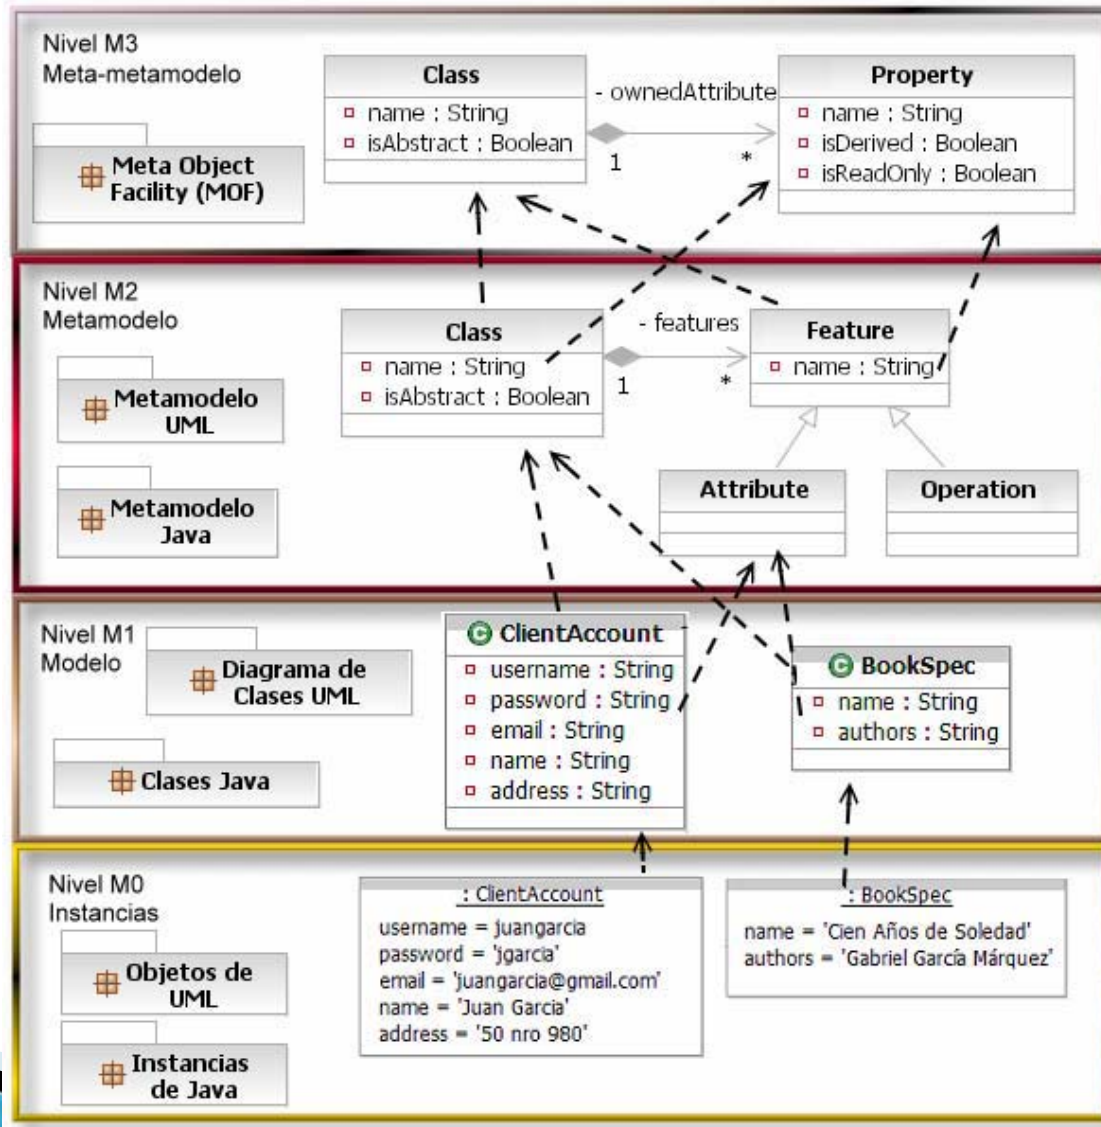 Nivel M3
Meta-metamodelo
Meta Object
Facility (MOF)
Class
name : String
isAbstract : Boolean
- ownedAttribute
1
*
Property
name : String
isDerived : Boolean
isReadOnly : Boolean
Nivel M2
Metamodelo
Metamodelo
UML
Metamodelo
Java
Class
name : String
isAbstract : Boolean
- features
1
*
Feature
name : String
Attribute
Operation
Nivel M1
Modelo
Diagrama de
Clases UML
Clases Java
C ClientAccount
username : String
password : String
email : String
name : String
address : String
C BookSpec
name : String
authors : String
Nivel M0
Instancias
Objetos de
UML
Instancias
de Java
: ClientAccount
username = juangarcia
password = 'jgarcia'
email = 'juangarcia@gmail.com'
name = 'Juan Garcia'
address = '50 nro 980'
: BookSpec
name = 'Cien Años de Soledad'
authors = 'Gabriel García Márquez'